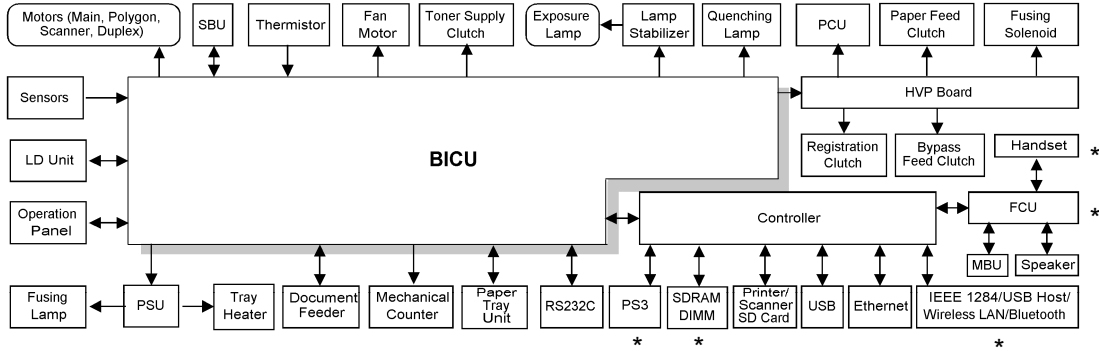 Motors (Main, Polygon,
Scanner, Duplex)
SBU
Thermistor
Fan
Motor
Toner Supply
Clutch
Exposure
Lamp
Lamp
Stabilizer
Quenching
Lamp
PCU
Paper Feed
Clutch
Fusing
Solenoid
Sensors
HVP Board
LD Unit
BICU
Registration
Clutch
Bypass
Feed Clutch
Handset
*
Operation
Panel
Controller
FCU
*
MBU
Speaker
Fusing
Lamp
PSU
Tray
Heater
Document
Feeder
Mechanical
Counter
Paper
Tray
Unit
RS232C
PS3
SDRAM
DIMM
Printer/
Scanner
SD Card
USB
Ethernet
IEEE 1284/USB Host/
Wireless LAN/Bluetooth
*
*
*